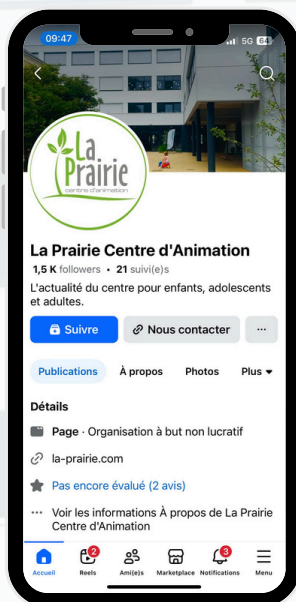 09:47
5G 64
La
Prairie
centre d'animation
La Prairie Centre d'Animation
1,5 K followers • 21 suivi(e)s
L'actualité du centre pour enfants, adolescents
et adultes.
Suivre
Nous contacter
...
Publications
À propos
Photos
Plus
Détails
Page · Organisation à but non lucratif
la-prairie.com
Pas encore évalué (2 avis)
... Voir les informations À propos de La Prairie
Centre d'Animation
2
3
Accueil
Reels
Ami(e)s
Marketplace
Notifications
Menu